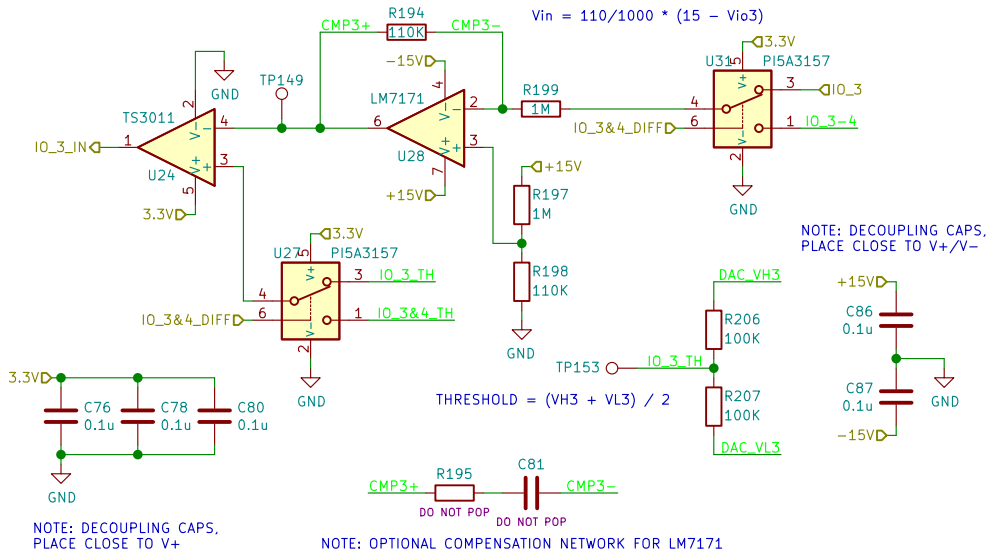 Vin = 110/1000 * (15 - Vio3)
R194
CMP3+
110K
CMP3-
-15V
4
LM7171
V-
-
2
6
U28
V+
+
3
7
+15V
TP149
2
GND
TS3011
V-
-
4
IO_3_IN
1
U24
V+
+
3
5
3.3V
R199
1M
3.3V
U31
5
PI5A3157
V+
3
IO_3
4
IO_3&4_DIFF
6
1
IO_3-4
V-
2
GND
+15V
R197
1M
R198
110K
GND
3.3V
U27
5
PI5A3157
V+
3
IO_3_TH
4
IO_3&4_DIFF
6
1
IO_3&4_TH
V-
2
GND
NOTE: DECOUPLING CAPS,
PLACE CLOSE TO V+/V-
+15V
C86
0.1u
GND
C87
0.1u
-15V
DAC_VH3
R206
100K
TP153
IO_3_TH
R207
100K
DAC_VL3
THRESHOLD = (VH3 + VL3) / 2
3.3V
C76
0.1u
C78
0.1u
C80
0.1u
GND
NOTE: DECOUPLING CAPS,
PLACE CLOSE TO V+
CMP3+
R195
DO NOT POP
C81
DO NOT POP
CMP3-
NOTE: OPTIONAL COMPENSATION NETWORK FOR LM7171